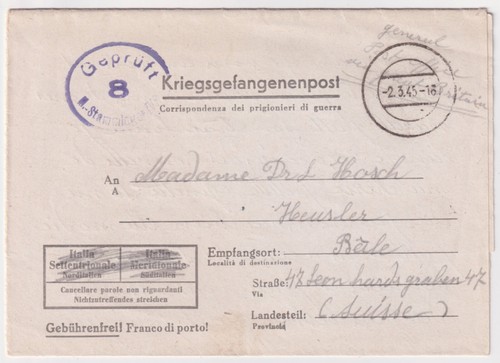 Geprüft
8
M.-Stammlager
Kriegsgefangenenpost
Corrispondenza dei prigionieri di guerra
-2.3.45-18
An
A
Madame Dr L Hosch
Heusler
Empfangsort: Bâle
Località di destinazione
Straße: 47 Leonhardsgraben 47
Via
Landesteil: (Suisse)
Provincia
Italia Settentrionale
Norditalien
Italia Meridionale
Süditalien
Cancellare parole non riguardanti
Nichtzutreffendes streichen
Gebührenfrei! Franco di porto!